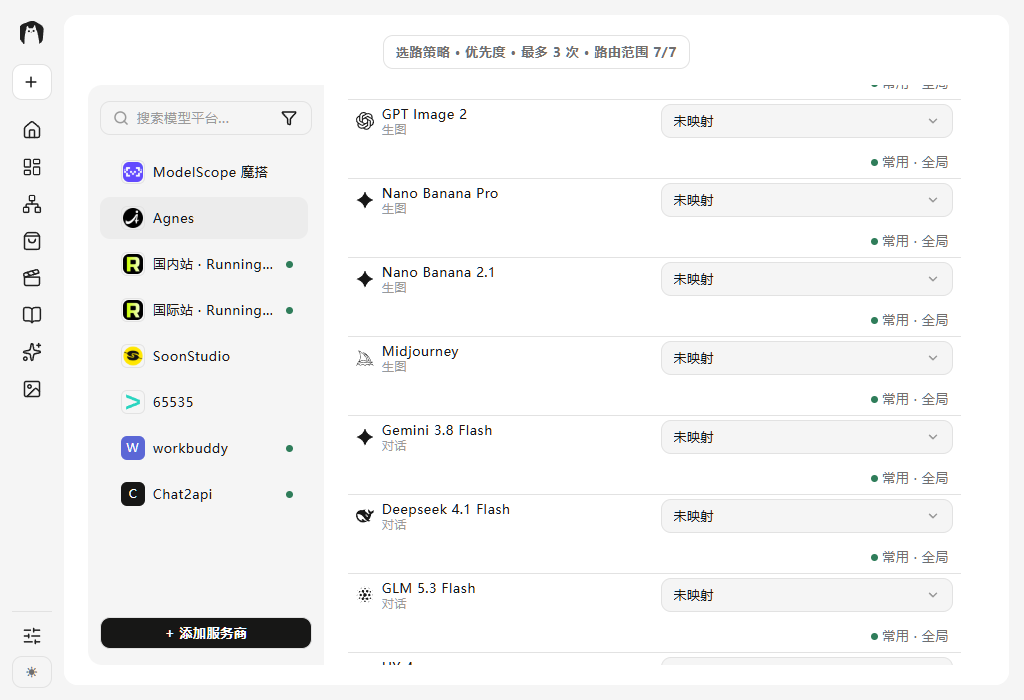 选路策略 • 优先度 • 最多 3 次 • 路由范围 7/7
搜索模型平台...
ModelScope 魔搭
Agnes
国内站 · Running...
国际站 · Running...
SoonStudio
65535
W workbuddy
C Chat2api
+ 添加服务商
常用 · 全局
GPT Image 2
生图
未映射
常用 · 全局
Nano Banana Pro
生图
未映射
常用 · 全局
Nano Banana 2.1
生图
未映射
常用 · 全局
Midjourney
生图
未映射
常用 · 全局
Gemini 3.8 Flash
对话
未映射
常用 · 全局
Deepseek 4.1 Flash
对话
未映射
常用 · 全局
GLM 5.3 Flash
对话
未映射
常用 · 全局